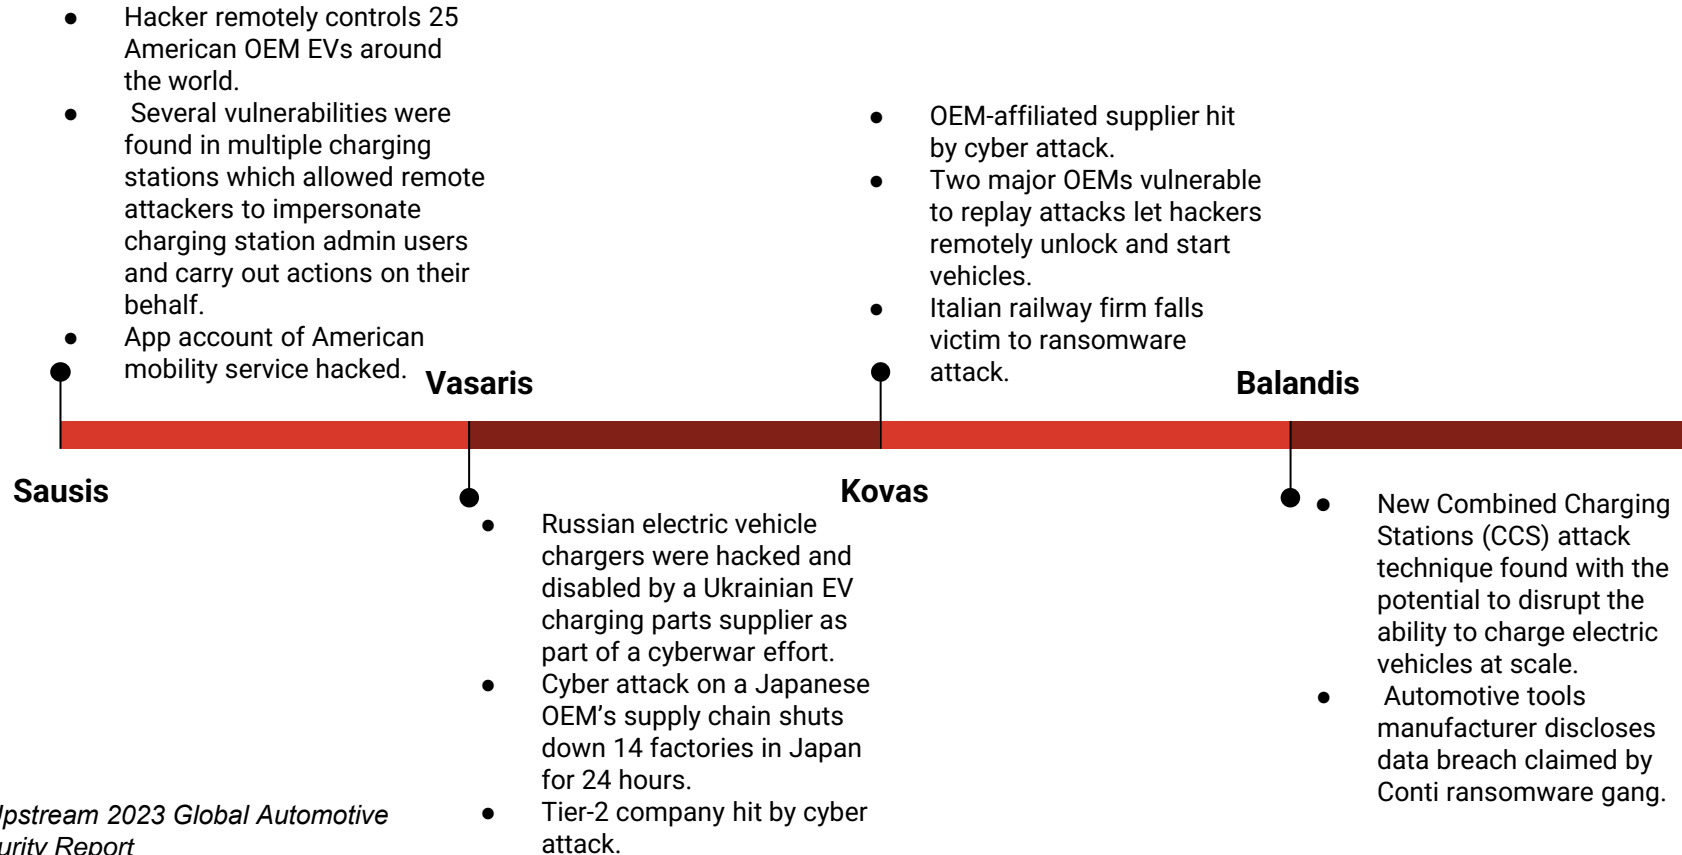 ● Hacker remotely controls 25
American OEM EVs around
the world.
● Several vulnerabilities were
found in multiple charging
stations which allowed remote
attackers to impersonate
charging station admin users
and carry out actions on their
behalf.
● App account of American
mobility service hacked.
Sausis
Vasaris
● Russian electric vehicle
chargers were hacked and
disabled by a Ukrainian EV
charging parts supplier as
part of a cyberwar effort.
● Cyber attack on a Japanese
OEM’s supply chain shuts
down 14 factories in Japan
for 24 hours.
● Tier-2 company hit by cyber
attack.
● OEM-affiliated supplier hit
by cyber attack.
● Two major OEMs vulnerable
to replay attacks let hackers
remotely unlock and start
vehicles.
● Italian railway firm falls
victim to ransomware
attack.
Kovas
Balandis
● New Combined Charging
Stations (CCS) attack
technique found with the
potential to disrupt the
ability to charge electric
vehicles at scale.
● Automotive tools
manufacturer discloses
data breach claimed by
Conti ransomware gang.
2023 Global Automotive
Report